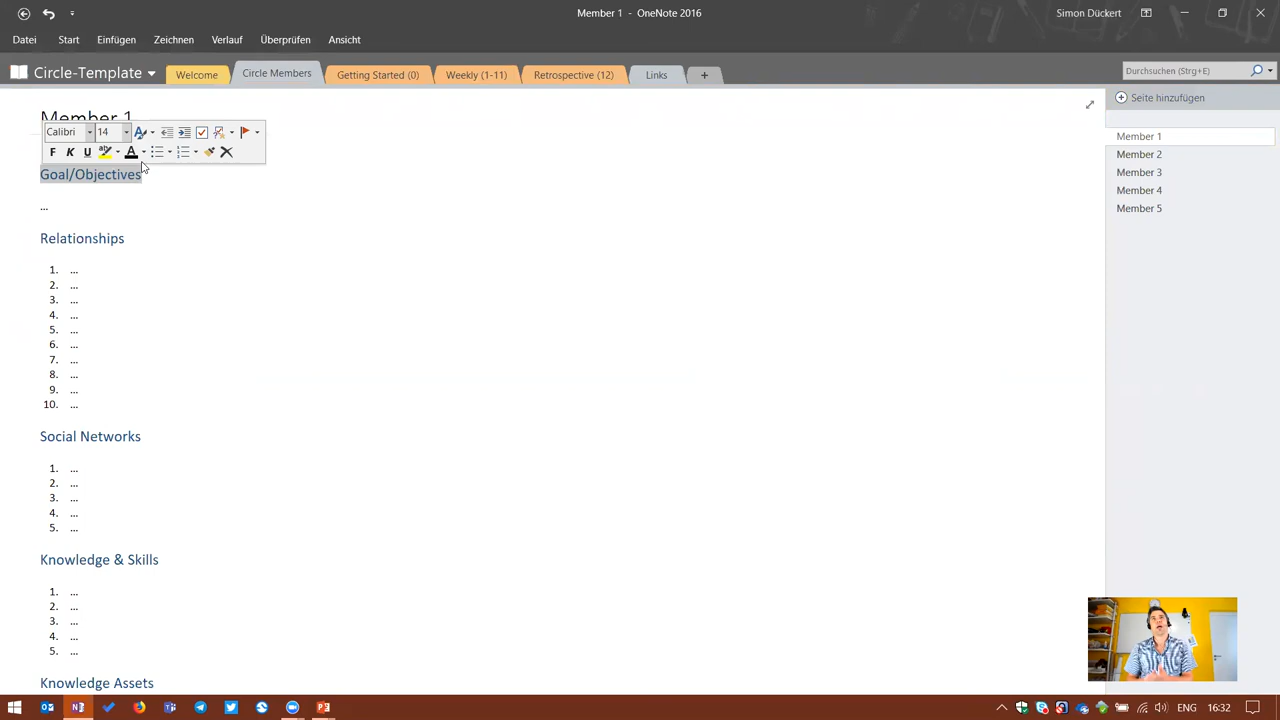 Member 1 - OneNote 2016
Simon Dückert
Datei Start Einfügen Zeichnen Verlauf Überprüfen Ansicht
Circle-Template Welcome Circle Members Getting Started (0) Weekly (1-11) Retrospective (12) Links +
Durchsuchen (Strg+E)
Member 1
Seite hinzufügen
Member 1
Member 2
Member 3
Member 4
Member 5
Calibri 14
F K U aby A
Goal/Objectives
...
Relationships
1. ...
2. ...
3. ...
4. ...
5. ...
6. ...
7. ...
8. ...
9. ...
10. ...
Social Networks
1. ...
2. ...
3. ...
4. ...
5. ...
Knowledge & Skills
1. ...
2. ...
3. ...
4. ...
5. ...
Knowledge Assets
ENG 16:32